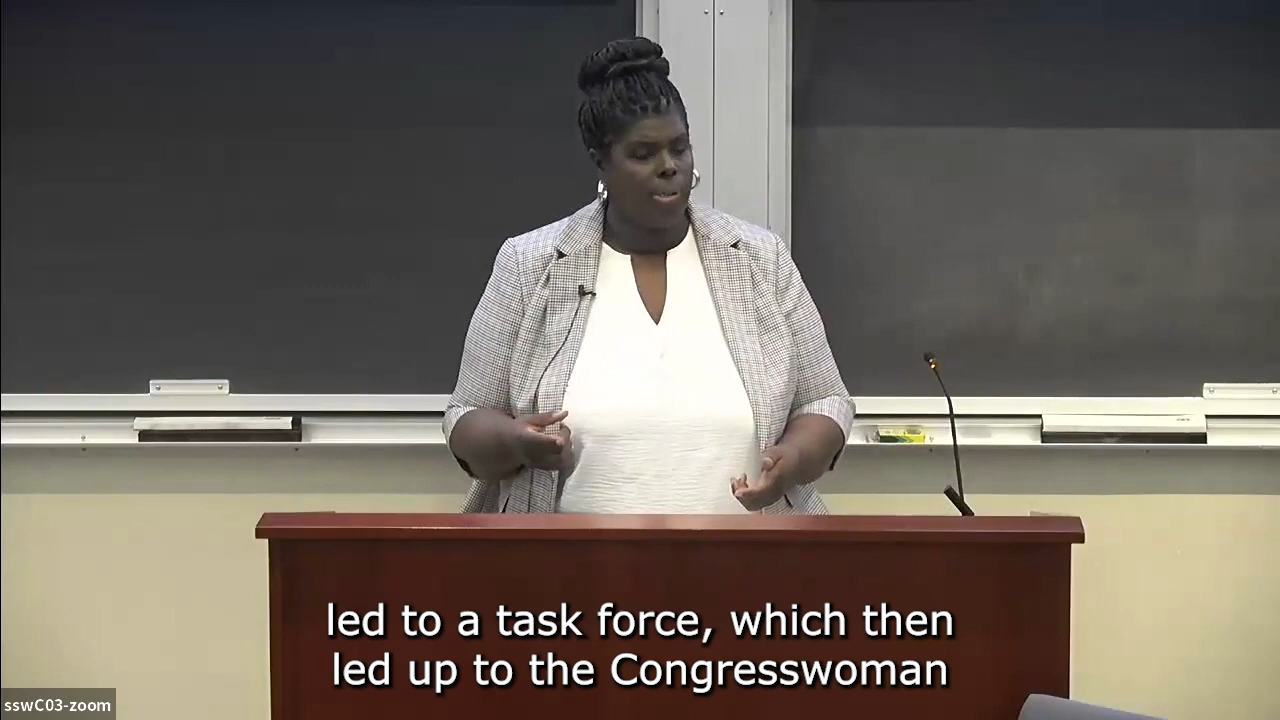 led to a task force, which then
led up to the Congresswoman
sswC03-zoom